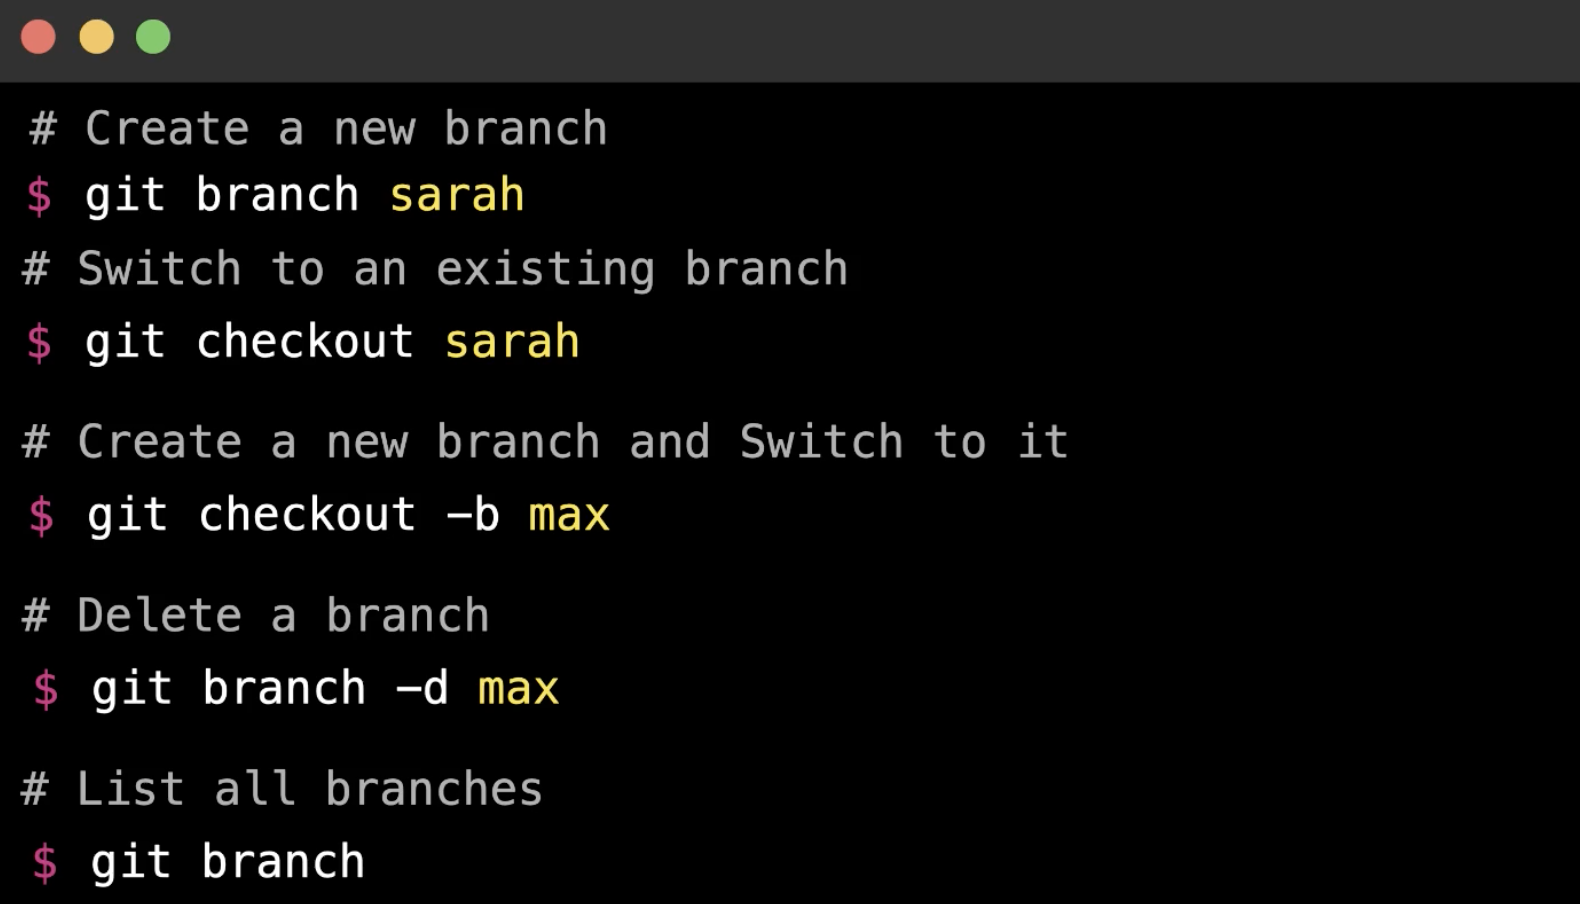 # Create a new branch
$ git branch sarah
# Switch to an existing branch
$ git checkout sarah
# Create a new branch and Switch to it
$ git checkout -b max
# Delete a branch
$ git branch -d max
# List all branches
$ git branch